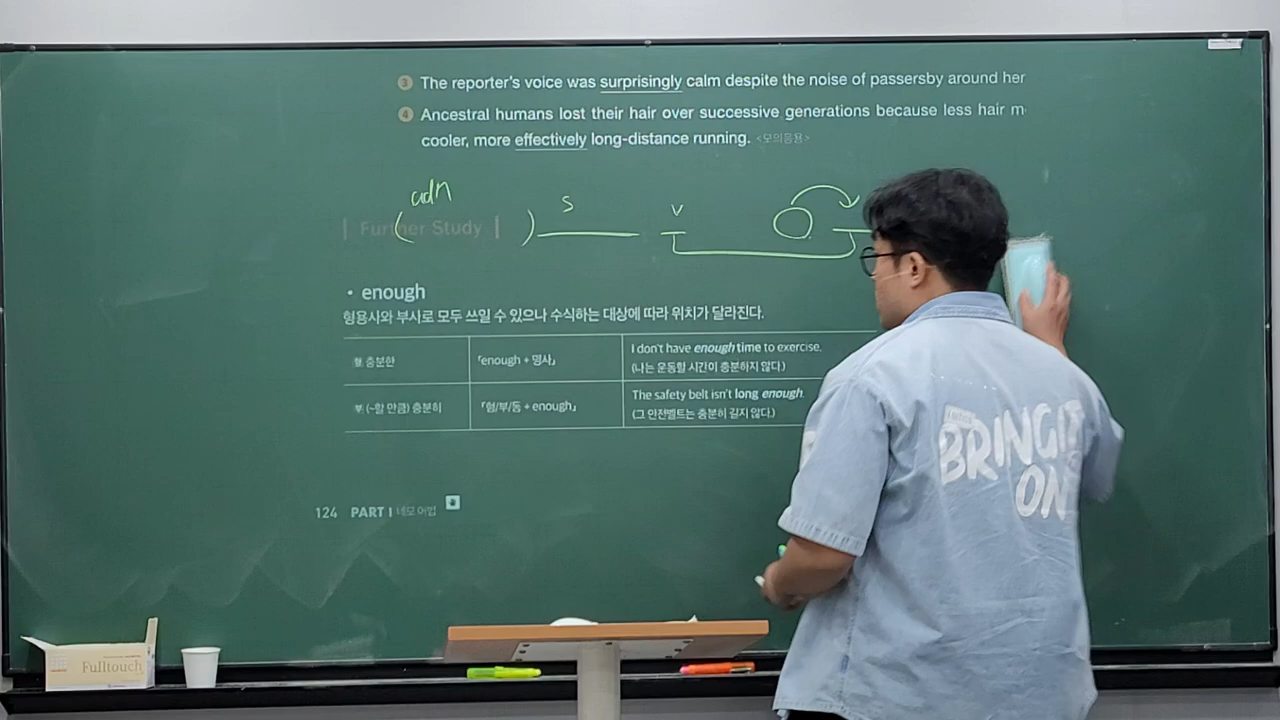 3 The reporter's voice was surprisingly calm despite the noise of passersby around her
4 Ancestral humans lost their hair over successive generations because less hair m
cooler, more effectively long-distance running. <모의응용>
S
V
( )
| Further Study |
• enough
형용사와 부사로 모두 쓰일 수 있으나 수식하는 대상에 따라 위치가 달라진다.
형 충분한
「enough + 명사」
I don't have enough time to exercise.
(나는 운동할 시간이 충분하지 않다.)
부 (~할 만큼) 충분히
「형/부/동 + enough」
The safety belt isn't long enough.
(그 안전벨트는 충분히 길지 않다.)
124 PART I 네모 어법
BRING IT
ON
Fulltouch